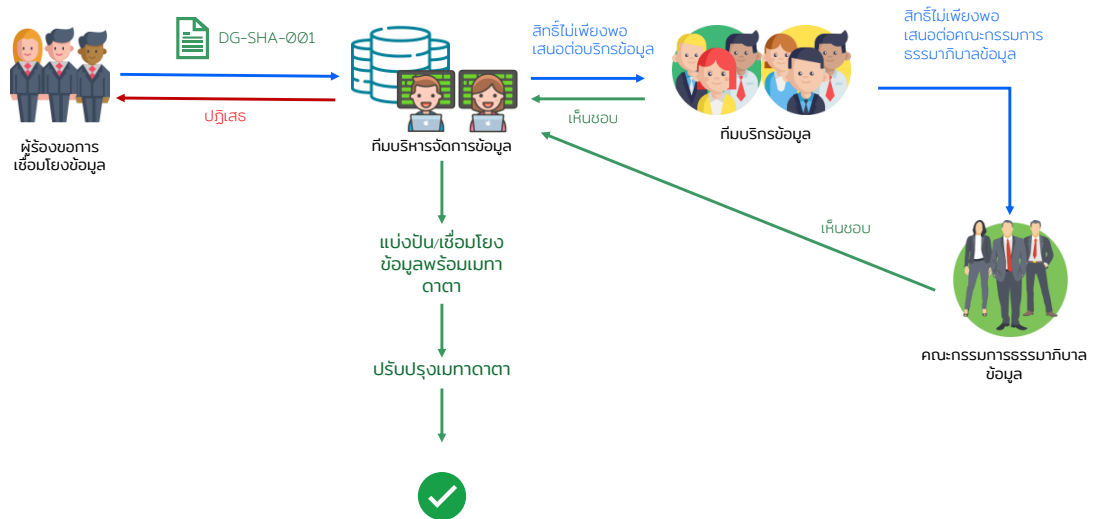 DG-SHA-001
สิทธิ์ไม่เพียงพอ
เสนอต่อบริกรข้อมูล
สิทธิ์ไม่เพียงพอ
เสนอต่อคณะกรรมการ
ธรรมาภิบาลข้อมูล
ปฏิเสธ
เห็นชอบ
ผู้ร้องขอการ
เชื่อมโยงข้อมูล
ทีมบริหารจัดการข้อมูล
ทีมบริกรข้อมูล
เห็นชอบ
แบ่งปัน/เชื่อมโยง
ข้อมูลพร้อมเมทา
ดาตา
คณะกรรมการธรรมาภิบาล
ข้อมูล
ปรับปรุงเมทาดาตา